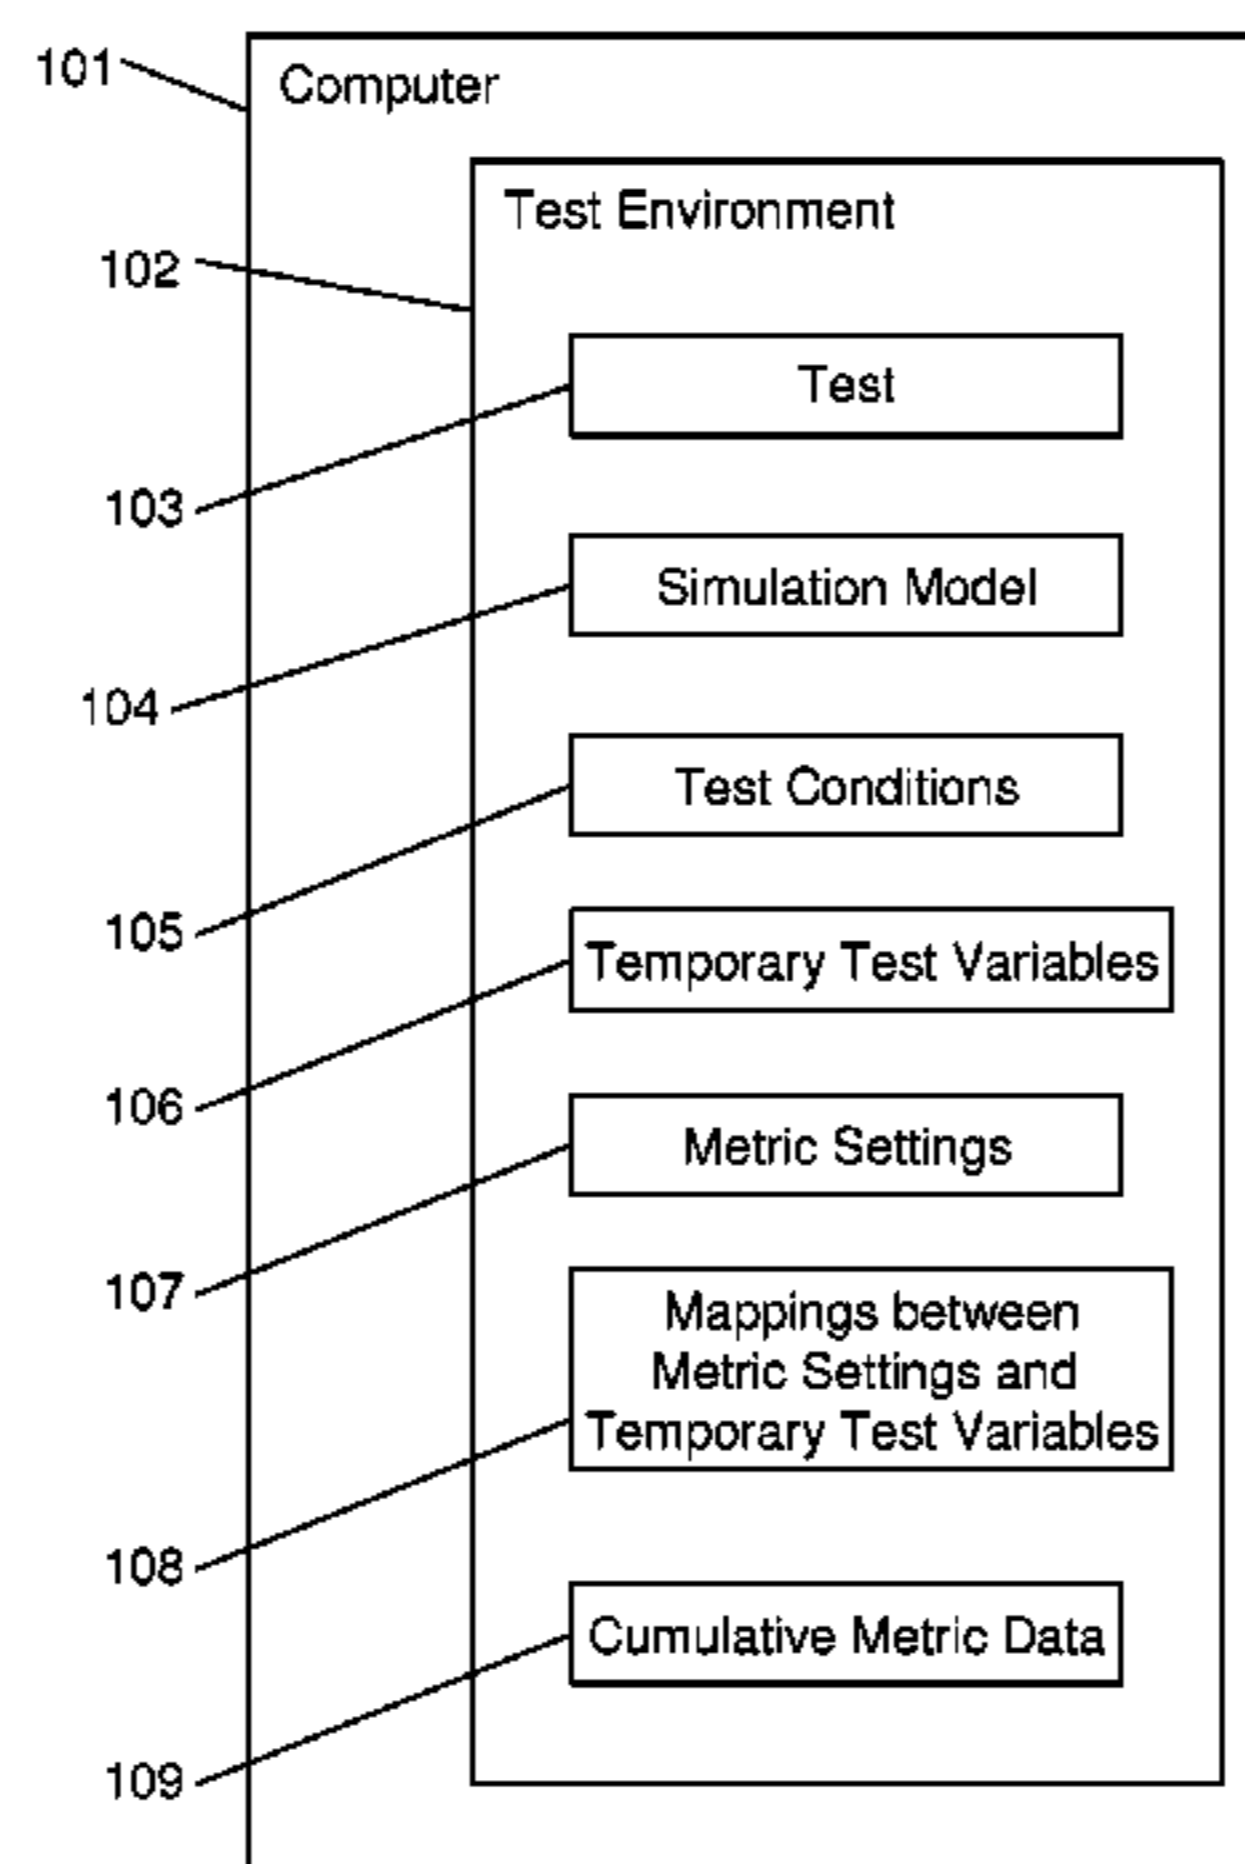 101
Computer
Test Environment
102
Test
103
Simulation Model
104
Test Conditions
105
Temporary Test Variables
106
Metric Settings
107
Mappings between
Metric Settings and
Temporary Test Variables
108
Cumulative Metric Data
109